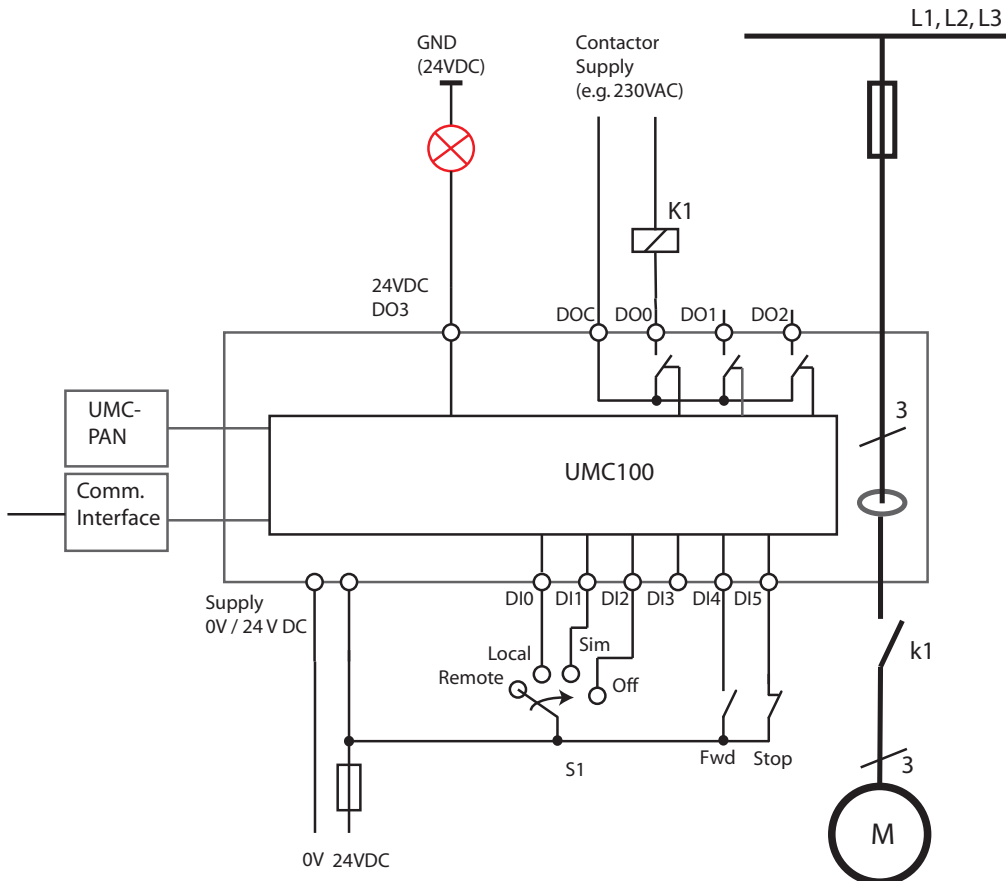 L1, L2, L3
GND
(24VDC)
Contactor
Supply
(e.g. 230VAC)
K1
24VDC
DO3
DOC
DO0
DO1
DO2
3
UMC-
PAN
UMC100
Comm.
Interface
Supply
0V / 24 V DC
DI0
DI1
DI2
DI3
DI4
DI5
Local
Sim
Remote
Off
k1
S1
Fwd
Stop
3
M
0V
24VDC